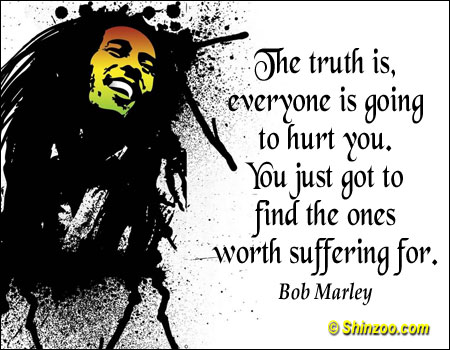 The truth is,
everyone is going
to hurt you.
You just got to
find the ones
worth suffering for.
Bob Marley
© Shinzoo.com